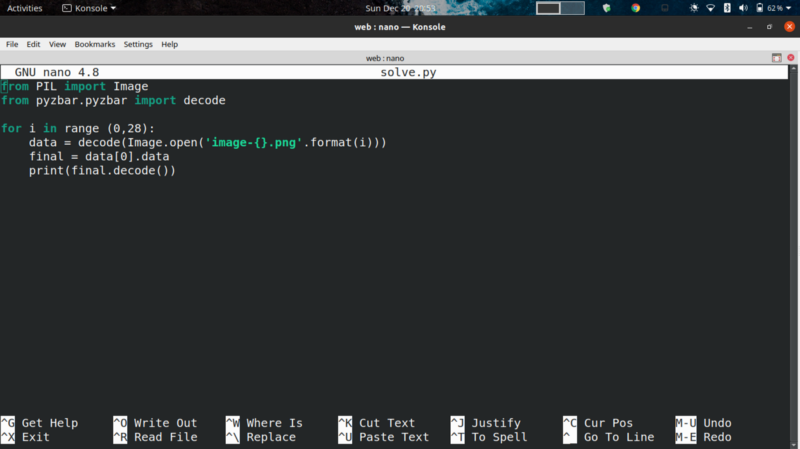 Activities Konsole Sun Dec 20 20:53 62%
web : nano — Konsole
File Edit View Bookmarks Settings Help
web : nano
GNU nano 4.8 solve.py
from PIL import Image
from pyzbar.pyzbar import decode
for i in range (0,28):
data = decode(Image.open('image-{}.png'.format(i)))
final = data[0].data
print(final.decode())
^G Get Help ^O Write Out ^W Where Is ^K Cut Text ^J Justify ^C Cur Pos M-U Undo
^X Exit ^R Read File ^\ Replace ^U Paste Text ^T To Spell ^_ Go To Line M-E Redo